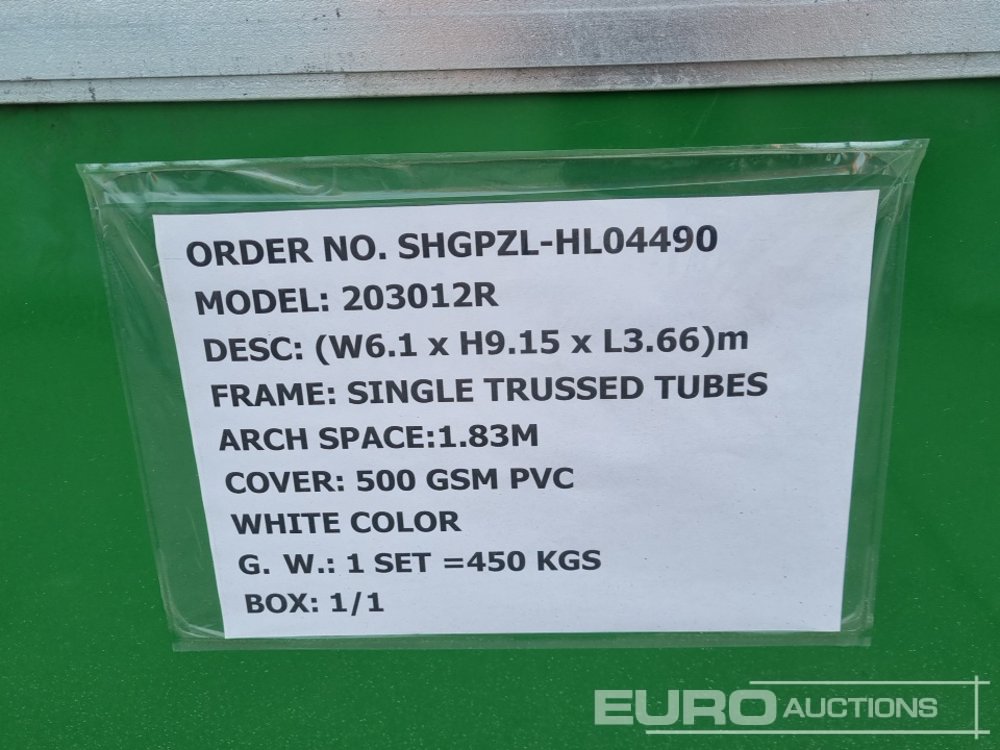 ORDER NO. SHGPZL-HL04490
MODEL: 203012R
DESC: (W6.1 x H9.15 x L3.66)m
FRAME: SINGLE TRUSSED TUBES
ARCH SPACE:1.83M
COVER: 500 GSM PVC
WHITE COLOR
G. W.: 1 SET =450 KGS
BOX: 1/1
EURO AUCTIONS